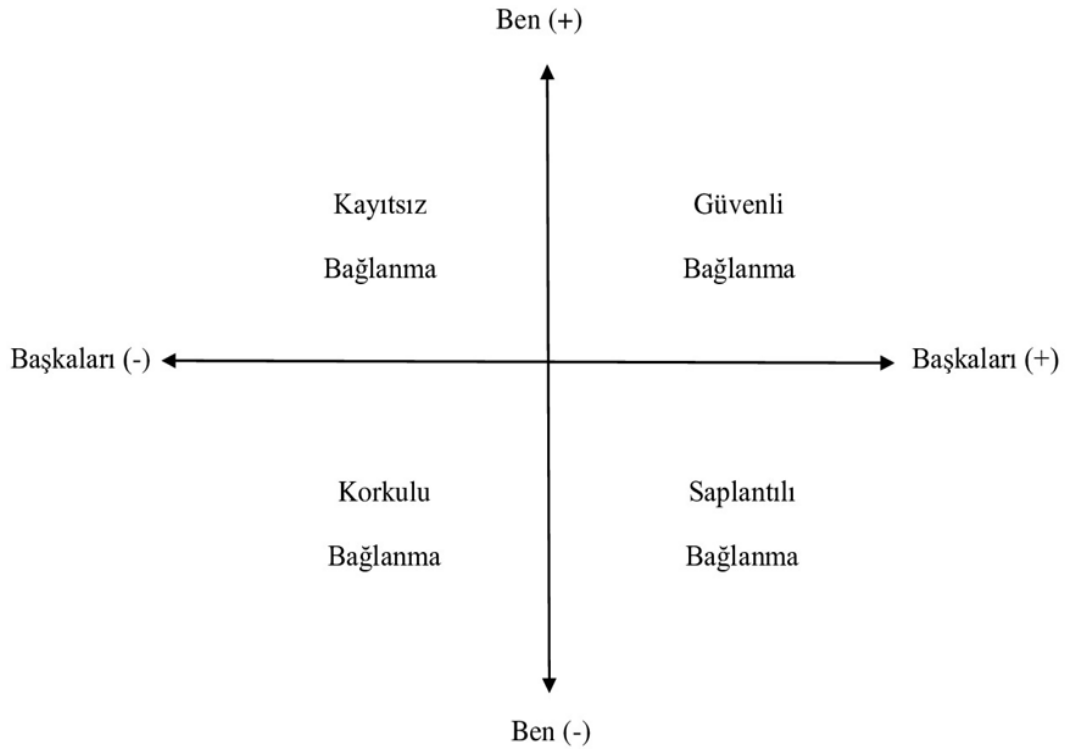 Ben (+)
Kayıtsız
Bağlanma
Güvenli
Bağlanma
Başkaları (-)
Başkaları (+)
Korkulu
Bağlanma
Saplantılı
Bağlanma
Ben (-)